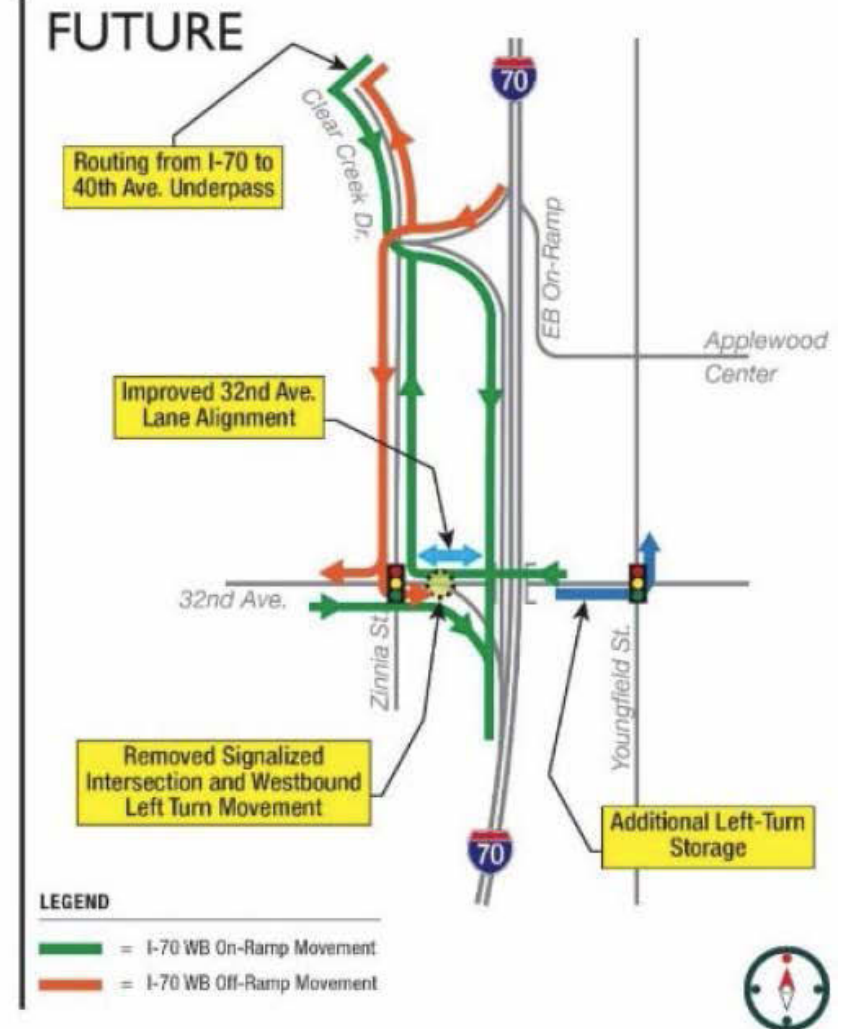 FUTURE
70
Routing from I-70 to
40th Ave. Underpass
Clear Creek Dr.
EB On-Ramp
Applewood
Center
Improved 32nd Ave.
Lane Alignment
32nd Ave.
Zinnia St.
Youngfield St.
Removed Signalized
Intersection and Westbound
Left Turn Movement
Additional Left-Turn
Storage
70
LEGEND
= I-70 WB On-Ramp Movement
= I-70 WB Off-Ramp Movement